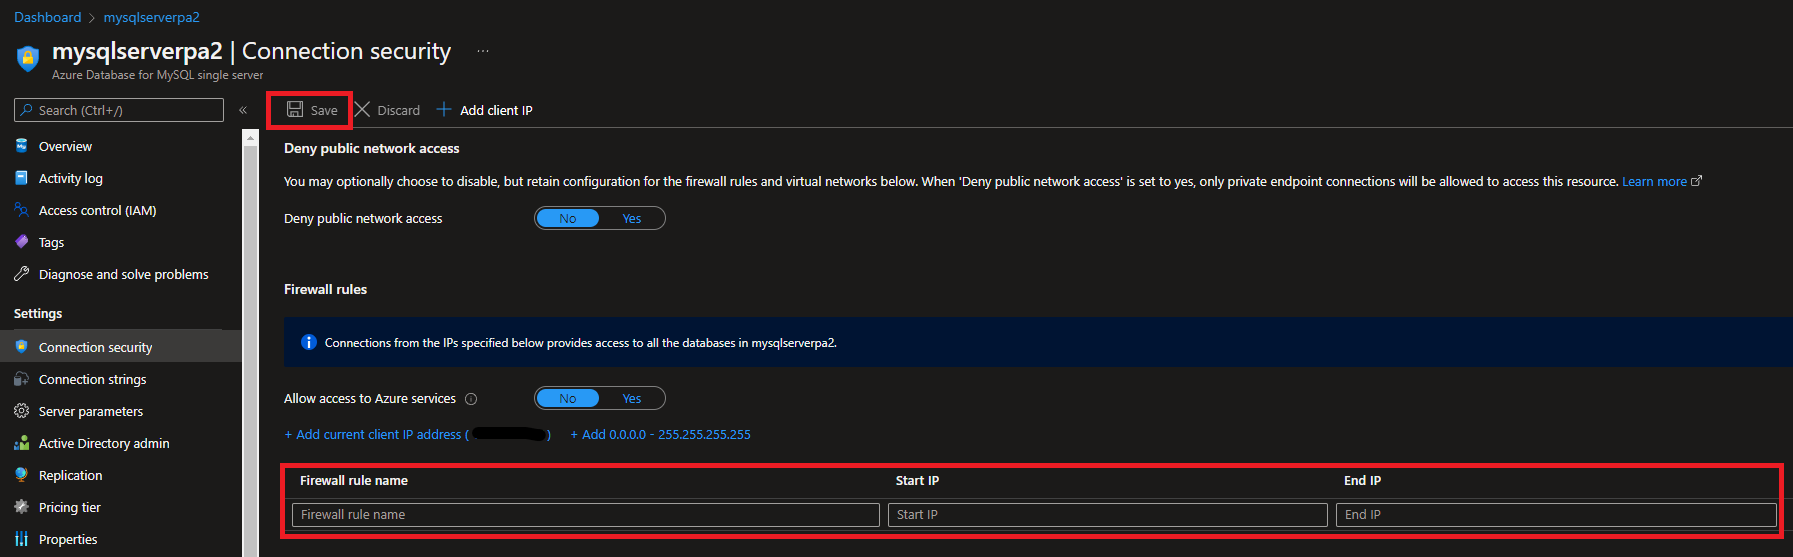 Dashboard > mysqlserverpa2
mysqlserverpa2 | Connection security ...
Azure Database for MySQL single server
Search (Ctrl+/) «
Overview
Activity log
Access control (IAM)
Tags
Diagnose and solve problems
Settings
Connection security
Connection strings
Server parameters
Active Directory admin
Replication
Pricing tier
Properties
Save Discard + Add client IP
Deny public network access
You may optionally choose to disable, but retain configuration for the firewall rules and virtual networks below. When 'Deny public network access' is set to yes, only private endpoint connections will be allowed to access this resource. Learn more
Deny public network access No Yes
Firewall rules
Connections from the IPs specified below provides access to all the databases in mysqlserverpa2.
Allow access to Azure services No Yes
+ Add current client IP address ( ) + Add 0.0.0.0 - 255.255.255.255
Firewall rule name Start IP End IP
Firewall rule name Start IP End IP